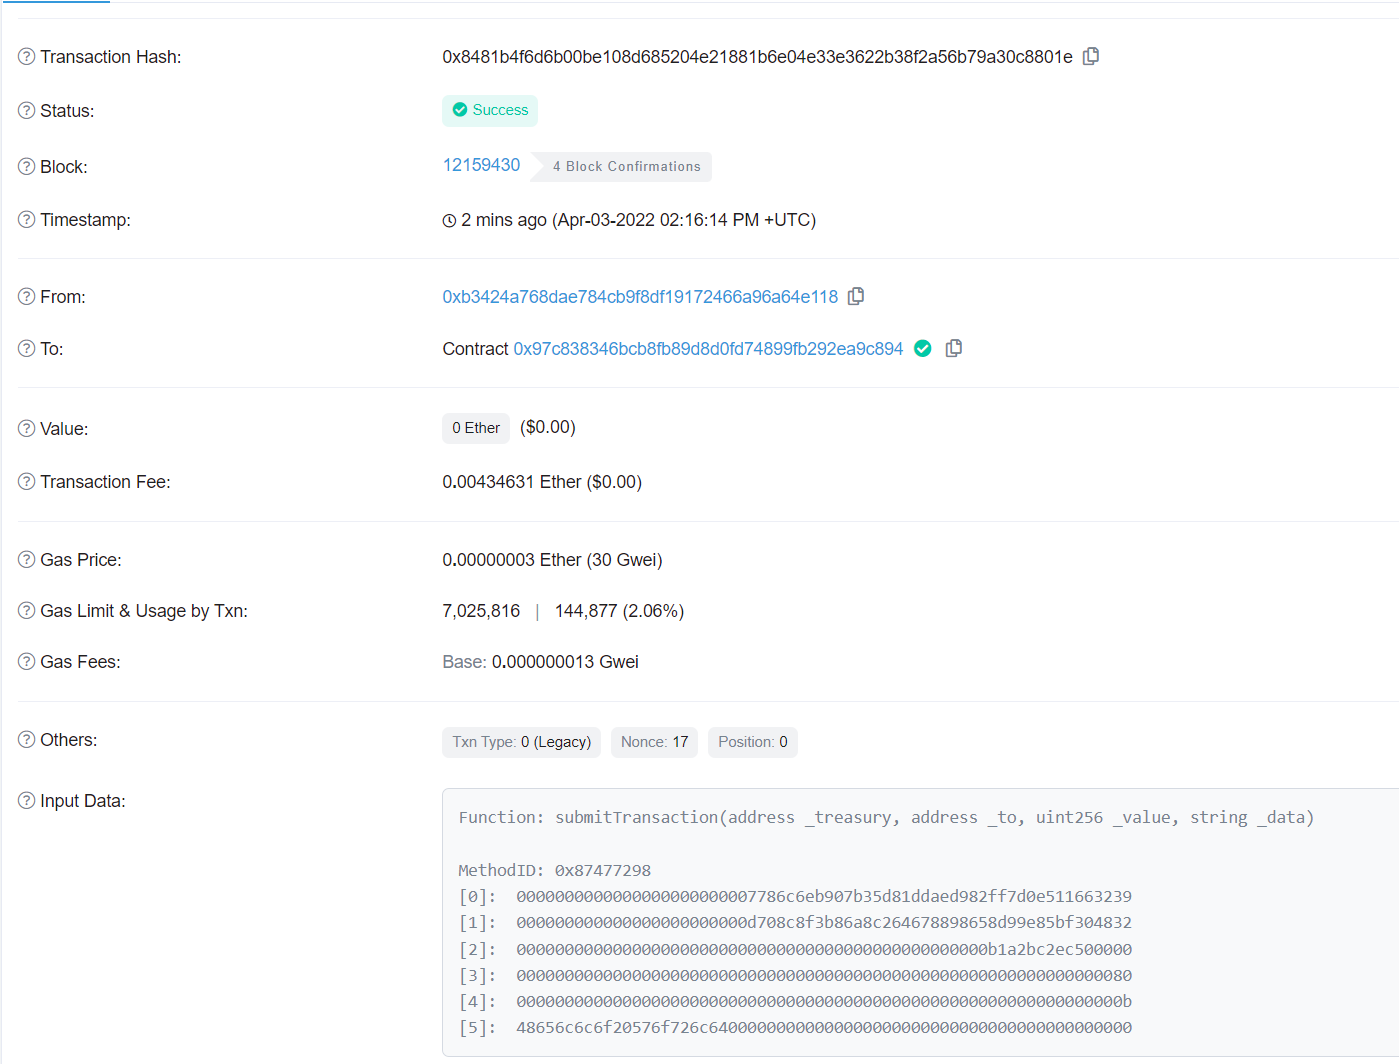 Transaction Hash: 0x8481b4f6d6b00be108d685204e21881b6e04e33e3622b38f2a56b79a30c8801e
Status: Success
Block: 12159430 4 Block Confirmations
Timestamp: 2 mins ago (Apr-03-2022 02:16:14 PM +UTC)
From: 0xb3424a768dae784cb9f8df19172466a96a64e118
To: Contract 0x97c838346bcb8fb89d8d0fd74899fb292ea9c894
Value: 0 Ether ($0.00)
Transaction Fee: 0.00434631 Ether ($0.00)
Gas Price: 0.00000003 Ether (30 Gwei)
Gas Limit & Usage by Txn: 7,025,816 | 144,877 (2.06%)
Gas Fees: Base: 0.000000013 Gwei
Others: Txn Type: 0 (Legacy) Nonce: 17 Position: 0
Input Data:
Function: submitTransaction(address _treasury, address _to, uint256 _value, string _data)
MethodID: 0x87477298
[0]: 0000000000000000000000007786c6eb907b35d81ddaed982ff7d0e511663239
[1]: 000000000000000000000000d708c8f3b86a8c264678898658d99e85bf304832
[2]: 00000000000000000000000000000000000000000000000000b1a2bc2ec50000
[3]: 0000000000000000000000000000000000000000000000000000000000000080
[4]: 000000000000000000000000000000000000000000000000000000000000000b
[5]: 48656c6c6f20576f726c64000000000000000000000000000000000000000000